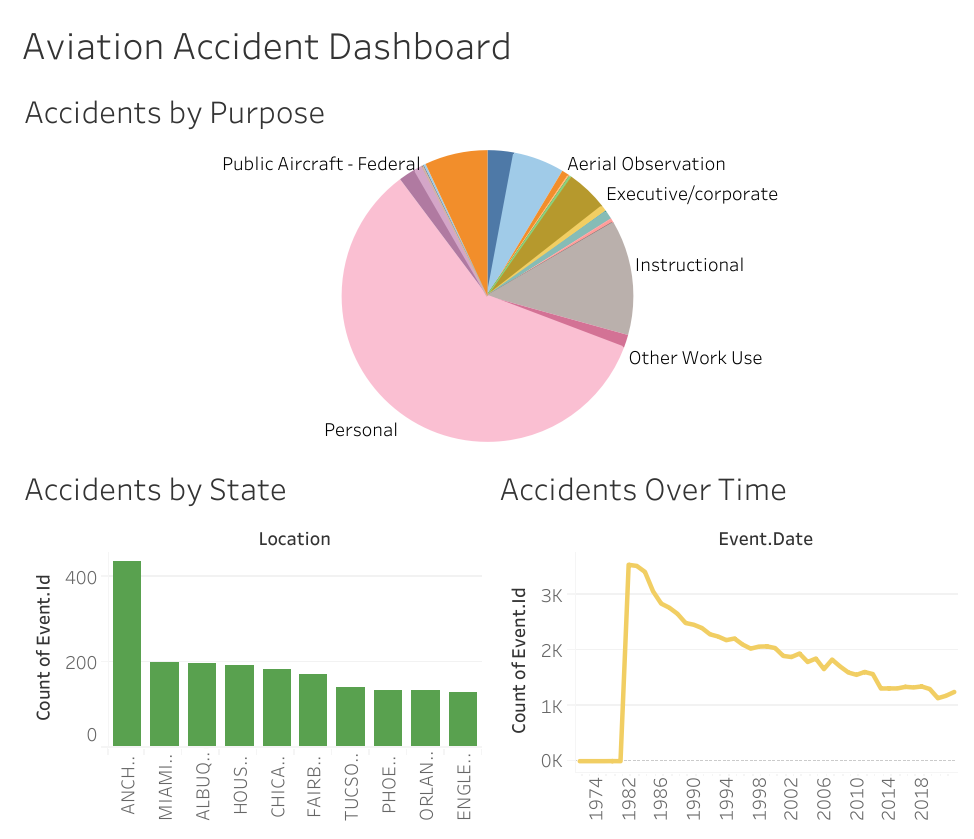 Aviation Accident Dashboard
Accidents by Purpose
Public Aircraft - Federal
Aerial Observation
Executive/corporate
Instructional
Other Work Use
Personal
Accidents by State
Location
Count of Event.Id
400
200
0
ANCH..
MIAMI..
ALBUQ..
HOUS..
CHICA..
FAIRB..
TUCSO..
PHOE..
ORLAN..
ENGLE..
Accidents Over Time
Event.Date
Count of Event.Id
3K
2K
1K
0K
1974
1982
1986
1990
1994
1998
2002
2006
2010
2014
2018